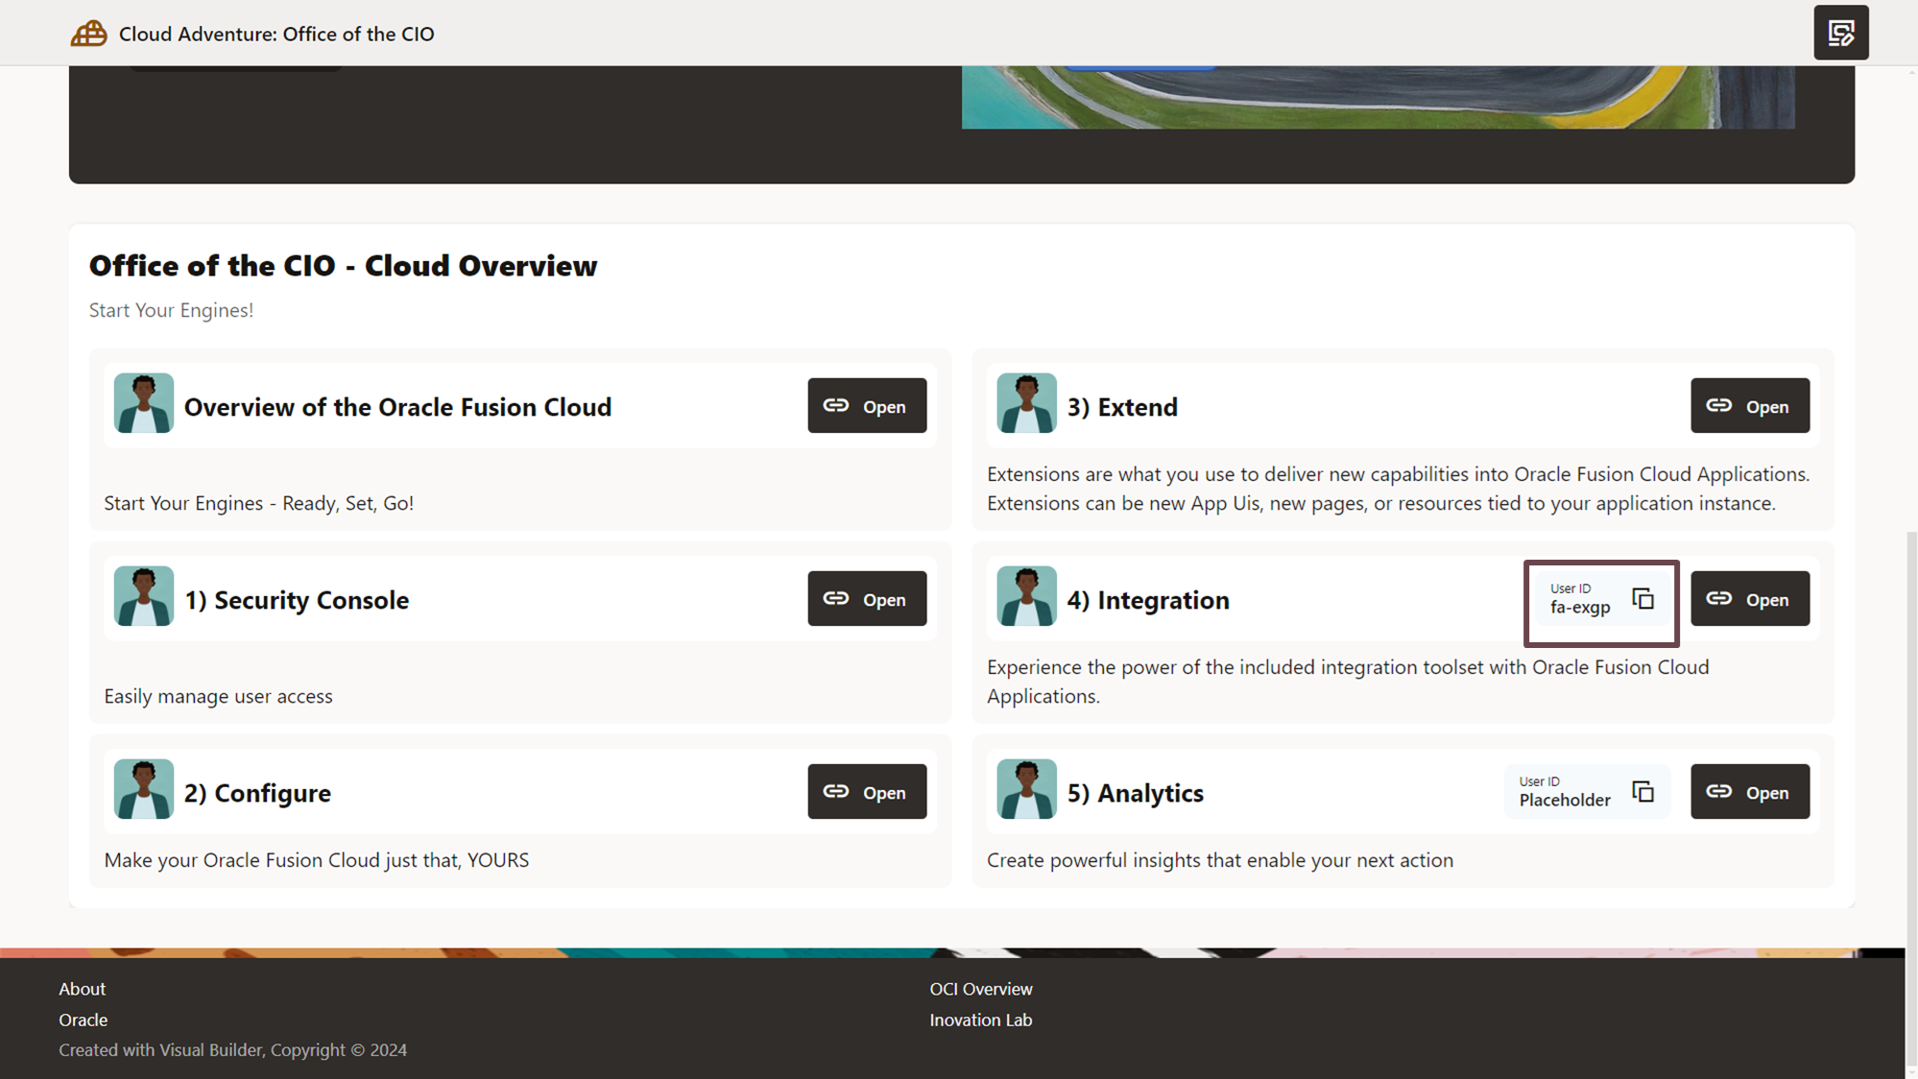 Cloud Adventure: Office of the CIO
Office of the CIO - Cloud Overview
Start Your Engines!
Overview of the Oracle Fusion Cloud
Open
Start Your Engines - Ready, Set, Go!
3) Extend
Open
Extensions are what you use to deliver new capabilities into Oracle Fusion Cloud Applications.
Extensions can be new App Uis, new pages, or resources tied to your application instance.
1) Security Console
Open
Easily manage user access
4) Integration
User ID
fa-exgp
Open
Experience the power of the included integration toolset with Oracle Fusion Cloud
Applications.
2) Configure
Open
Make your Oracle Fusion Cloud just that, YOURS
5) Analytics
User ID
Placeholder
Open
Create powerful insights that enable your next action
About
OCI Overview
Oracle
Inovation Lab
Created with Visual Builder, Copyright © 2024